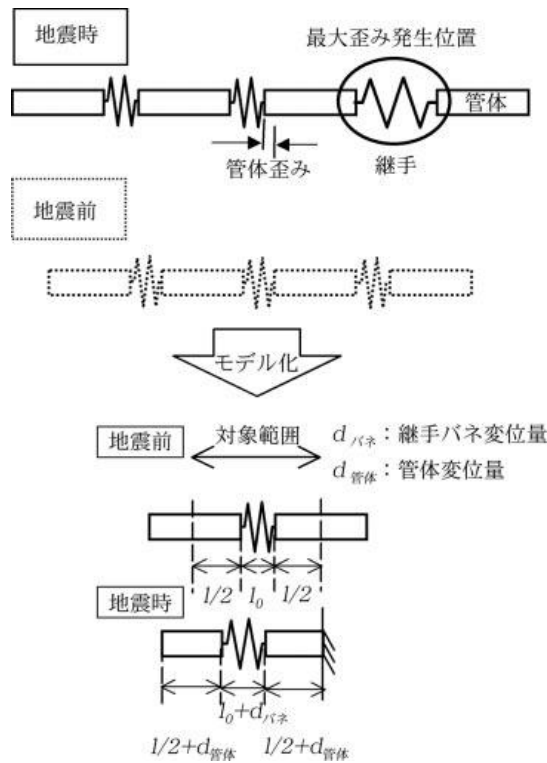 地震時
最大歪み発生位置
管体
管体歪み
継手
地震前
モデル化
地震前
対象範囲
dバネ：継手バネ変位量
d管体：管体変位量
l/2 l0 l/2
地震時
l0+dバネ
l/2+d管体 l/2+d管体